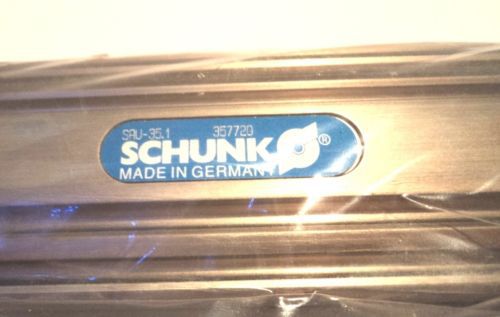 SAU-35.1 357720
SCHUNK ®
MADE IN GERMANY